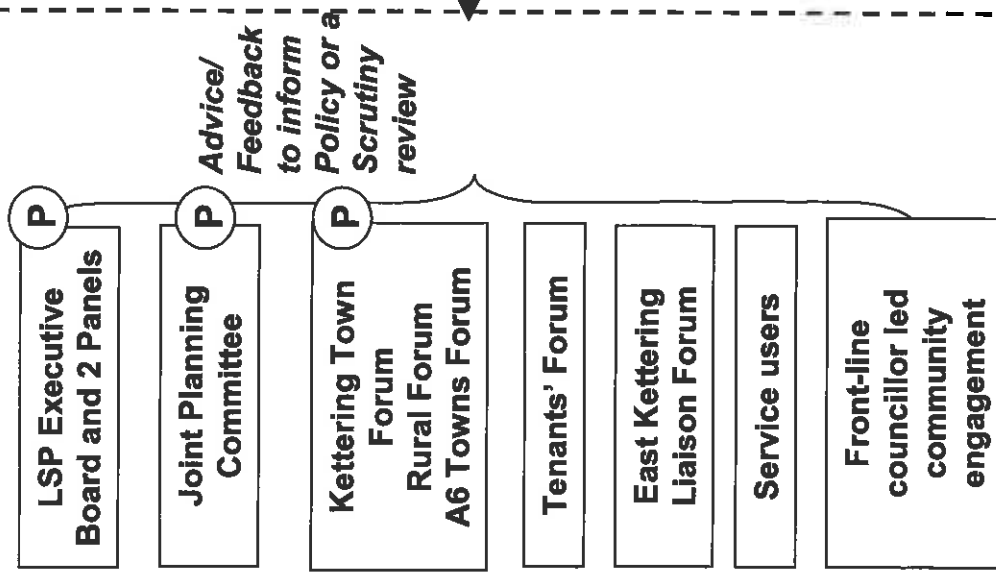 LSP Executive
Board and 2 Panels
P
Joint Planning
Committee
P
Kettering Town
Forum
Rural Forum
A6 Towns Forum
P
Tenants' Forum
East Kettering
Liaison Forum
Service users
Front-line
councillor led
community
engagement
Advice/
Feedback
to inform
Policy or a
Scrutiny
review